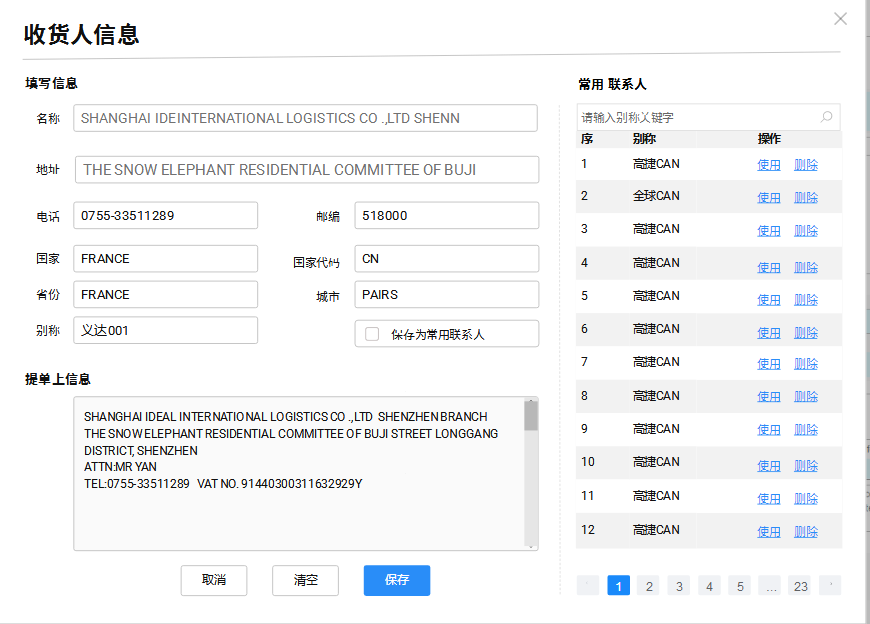 收货人信息
填写信息
名称 SHANGHAI IDEINTERNATIONAL LOGISTICS CO .,LTD SHENN
地址 THE SNOW ELEPHANT RESIDENTIAL COMMITTEE OF BUJI
电话 0755-33511289 邮编 518000
国家 FRANCE 国家代码 CN
省份 FRANCE 城市 PAIRS
别称 义达001 保存为常用联系人
提单上信息
SHANGHAI IDEAL INTERNATIONAL LOGISTICS CO .,LTD SHENZHEN BRANCH
THE SNOW ELEPHANT RESIDENTIAL COMMITTEE OF BUJI STREET LONGGANG
DISTRICT, SHENZHEN
ATTN:MR YAN
TEL:0755-33511289 VAT NO. 91440300311632929Y
取消 清空 保存
常用 联系人
请输入别称关键字
序 别称 操作
1 高捷CAN 使用 删除
2 全球CAN 使用 删除
3 高捷CAN 使用 删除
4 高捷CAN 使用 删除
5 高捷CAN 使用 删除
6 高捷CAN 使用 删除
7 高捷CAN 使用 删除
8 高捷CAN 使用 删除
9 高捷CAN 使用 删除
10 高捷CAN 使用 删除
11 高捷CAN 使用 删除
12 高捷CAN 使用 删除
1 2 3 4 5 ... 23